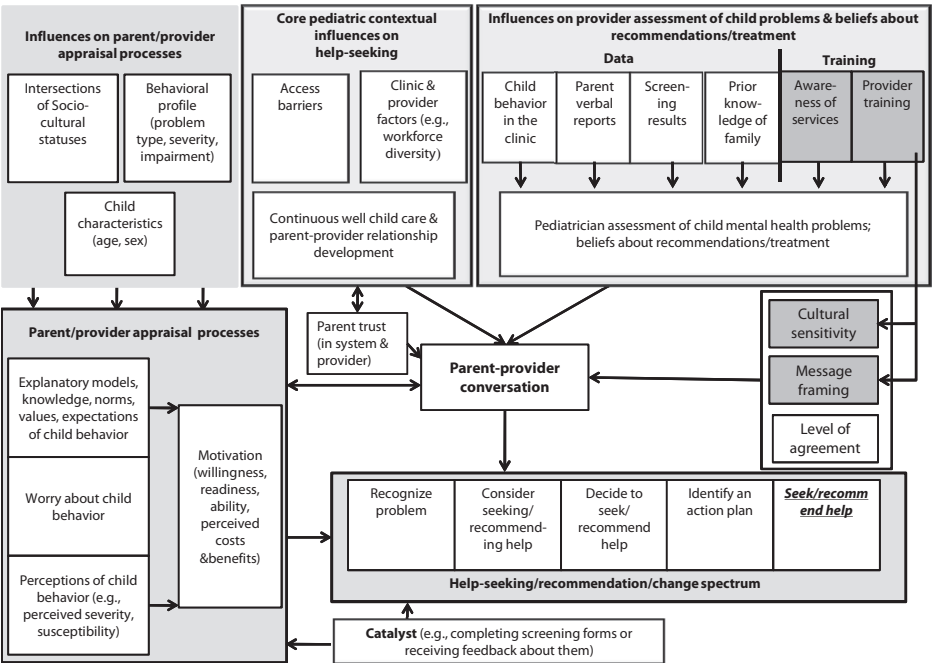 Influences on parent/provider
appraisal processes
Intersections
of Socio-
cultural
statuses
Behavioral
profile
(problem
type, severity,
impairment)
Child
characteristics
(age, sex)
Core pediatric contextual
influences on
help-seeking
Access
barriers
Clinic &
provider
factors (e.g.,
workforce
diversity)
Continuous well child care &
parent-provider relationship
development
Influences on provider assessment of child problems & beliefs about
recommendations/treatment
Data
Training
Child
behavior
in the
clinic
Parent
verbal
reports
Screen-
ing
results
Prior
know-
ledge of
family
Aware-
ness of
services
Provider
training
Pediatrician assessment of child mental health problems;
beliefs about recommendations/treatment
Parent/provider appraisal processes
Explanatory models,
knowledge, norms,
values, expectations
of child behavior
Worry about child
behavior
Perceptions of child
behavior (e.g.,
perceived severity,
susceptibility)
Motivation
(willingness,
readiness,
ability,
perceived
costs
&benefits)
Parent trust
(in system &
provider)
Parent-provider
conversation
Cultural
sensitivity
Message
framing
Level of
agreement
Recognize
problem
Consider
seeking/
recommend-
ing help
Decide to
seek/
recommend
help
Identify an
action plan
Seek/recomm
end help
Help-seeking/recommendation/change spectrum
Catalyst (e.g., completing screening forms or
receiving feedback about them)